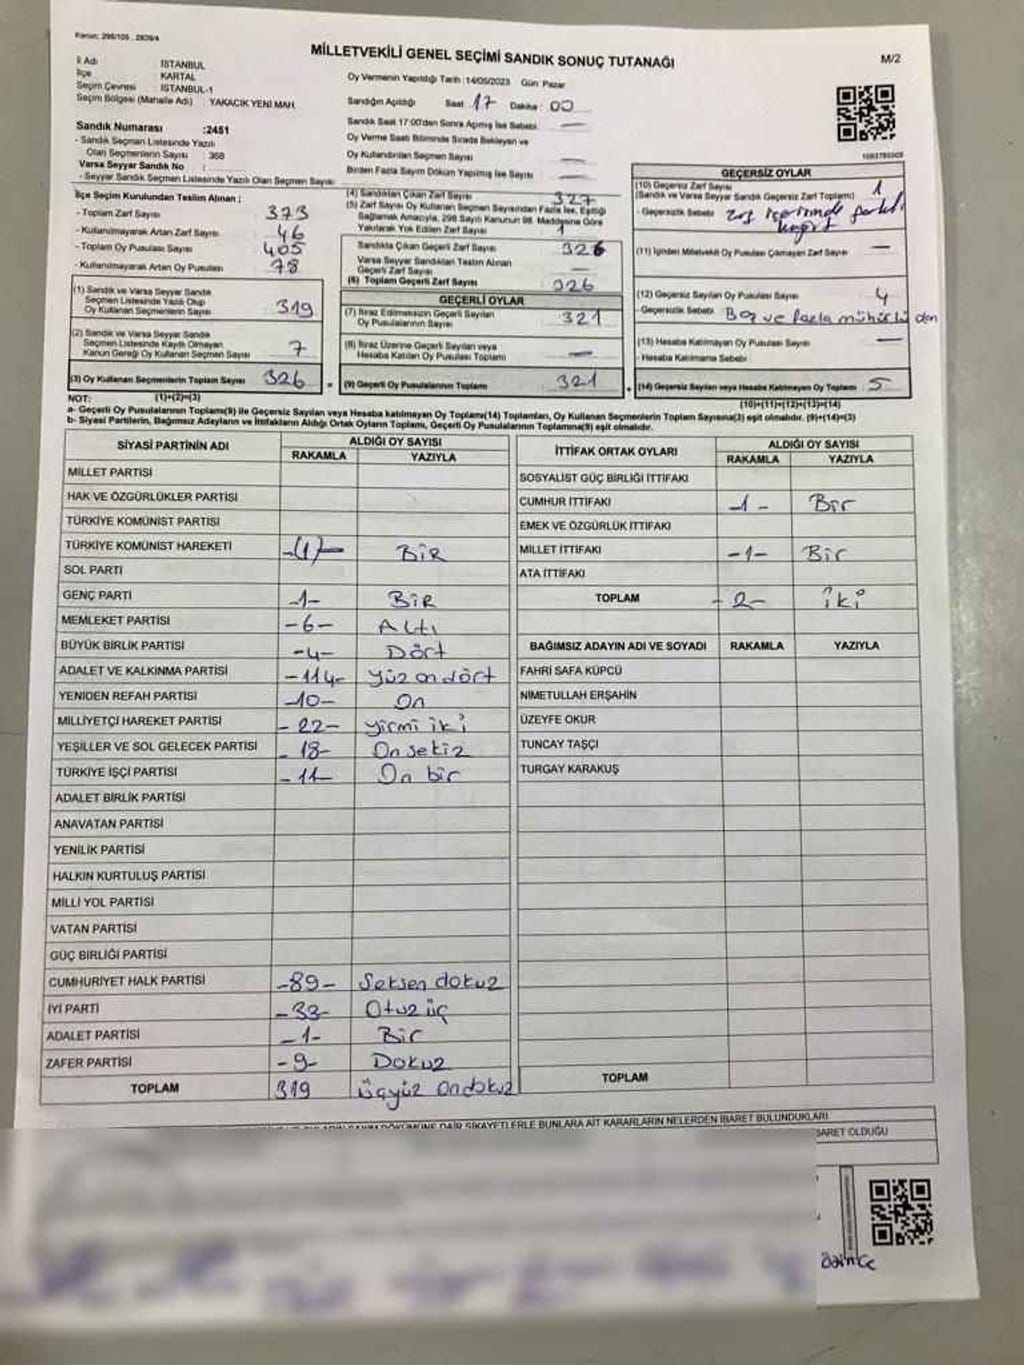 Kanun: 298/105 , 2839/4
MİLLETVEKİLİ GENEL SEÇİMİ SANDIK SONUÇ TUTANAĞI
M/2
İl Adı : İSTANBUL
İlçe : KARTAL
Seçim Çevresi : İSTANBUL-1
Seçim Bölgesi (Mahalle Adı) : YAKACIK YENİ MAH.
Sandık Numarası :2451
- Sandık Seçmen Listesinde Yazılı
Olan Seçmenlerin Sayısı : 368
Varsa Seyyar Sandık No :
- Seyyar Sandık Listesinde Yazılı Olan Seçmen Sayısı
Oy Vermenin Yapıldığı Tarih :14/05/2023 Gün: Pazar
Sandığın Açıldığı Saat : 17 Dakika : 00
Sandık Saat 17:00'den Sonra Açılmış İse Sebebi: —
Oy Verme Saati Bitiminde Sırada Bekleyen ve
Oy Kullandırılan Seçmen Sayısı —
Birden Fazla Sayım Döküm Yapılmış İse Sayısı —
İlçe Seçim Kurulundan Teslim Alınan ;
- Toplam Zarf Sayısı 373
- Kullanılmayarak Artan Zarf Sayısı 46
- Toplam Oy Pusulası Sayısı 405
- Kullanılmayarak Artan Oy Pusulası 78
(1) Sandık ve Varsa Seyyar Sandık
Seçmen Listesinde Yazılı Olup
Oy Kullanan Seçmenlerin Sayısı 319
(2) Sandık ve Varsa Seyyar Sandık
Seçmen Listesinde Kayıtlı Olmayan
Kanun Gereği Oy Kullanan Seçmen Sayısı 7
(3) Oy Kullanan Seçmenlerin Toplam Sayısı 326
(1)+(2)=(3)
(4) Sandıktan Çıkan Zarf Sayısı 327
(5) Zarf Sayısı Oy Kullanan Seçmen Sayısından Fazla İse, Eşitliği
Sağlamak Amacıyla, 298 Sayılı Kanunun 98. Maddesine Göre
Yakılarak Yok Edilen Zarf Sayısı 1
Sandıkta Çıkan Geçerli Zarf Sayısı 326
Varsa Seyyar Sandıktan Teslim Alınan
Geçerli Zarf Sayısı —
(6) Toplam Geçerli Zarf Sayısı 326
GEÇERLİ OYLAR
(7) İtiraz Edilmeksizin Geçerli Sayılan
Oy Pusulalarının Sayısı 321
(8) İtiraz Üzerine Geçerli Sayılan veya
Hesaba Katılan Oy Pusulası Toplamı —
(9) Geçerli Oy Pusulalarının Toplamı 321
GEÇERSİZ OYLAR
(10) Geçersiz Zarf Sayısı 1
(Sandık ve Varsa Seyyar Sandık Geçersiz Zarf Toplamı)
- Geçersizlik Sebebi zarf içerisinde farklı
kağıt
(11) İçinden Milletvekili Oy Pusulası Çıkmayan Zarf Sayısı —
(12) Geçersiz Sayılan Oy Pusulası Sayısı 4
- Geçersizlik Sebebi Boş ve fazla mühürlüden
(13) Hesaba Katılmayan Oy Pusulası Sayısı —
- Hesaba Katılmama Sebebi
(14) Geçersiz Sayılan veya Hesaba Katılmayan Oy Toplamı 5
(10)+(11)+(12)+(13)=(14)
NOT:
a- Geçerli Oy Pusulalarının Toplamı(9) ile Geçersiz Sayılan veya Hesaba katılmayan Oy Toplamı(14) Toplamları, Oy Kullanan Seçmenlerin Toplam Sayısına(3) eşit olmalıdır. (9)+(14)=(3)
b- Siyasi Partilerin, Bağımsız Adayların ve İttifakların Aldığı Ortak Oyların Toplamı, Geçerli Oy Pusulalarının Toplamına(9) eşit olmalıdır.
SİYASİ PARTİNİN ADI ALDIĞI OY SAYISI
RAKAMLA YAZIYLA
MİLLET PARTİSİ
HAK VE ÖZGÜRLÜKLER PARTİSİ
TÜRKİYE KOMÜNİST PARTİSİ
TÜRKİYE KOMÜNİST HAREKETİ -(1)- BİR
SOL PARTİ
GENÇ PARTİ -1- BİR
MEMLEKET PARTİSİ -6- ALTI
BÜYÜK BİRLİK PARTİSİ -4- Dört
ADALET VE KALKINMA PARTİSİ -114- Yüz on dört
YENİDEN REFAH PARTİSİ -10- On
MİLLİYETÇİ HAREKET PARTİSİ -22- yirmi iki
YEŞİLLER VE SOL GELECEK PARTİSİ -18- On sekiz
TÜRKİYE İŞÇİ PARTİSİ -11- On bir
ADALET BİRLİK PARTİSİ
ANAVATAN PARTİSİ
YENİLİK PARTİSİ
HALKIN KURTULUŞ PARTİSİ
MİLLİ YOL PARTİSİ
VATAN PARTİSİ
GÜÇ BİRLİĞİ PARTİSİ
CUMHURİYET HALK PARTİSİ -89- Seksen dokuz
İYİ PARTİ -33- Otuz üç
ADALET PARTİSİ -1- Bir
ZAFER PARTİSİ -9- Dokuz
TOPLAM 319 üçyüz ondokuz
İTTİFAK ORTAK OYLARI ALDIĞI OY SAYISI
RAKAMLA YAZIYLA
SOSYALİST GÜÇ BİRLİĞİ İTTİFAKI
CUMHUR İTTİFAKI -1- Bir
EMEK VE ÖZGÜRLÜK İTTİFAKI
MİLLET İTTİFAKI -1- Bir
ATA İTTİFAKI
TOPLAM -2- iki
BAĞIMSIZ ADAYIN ADI VE SOYADI RAKAMLA YAZIYLA
FAHRİ SAFA KÜPCÜ
NİMETULLAH ERŞAHİN
ÜZEYFE OKUR
TUNCAY TAŞÇI
TURGAY KARAKUŞ
TOPLAM
DÖKÜMÜNE DAİR ŞİKAYETLERLE BUNLARA AİT KARARLARIN NELERDEN İBARET BULUNDUKLARI
İBARET OLDUĞU